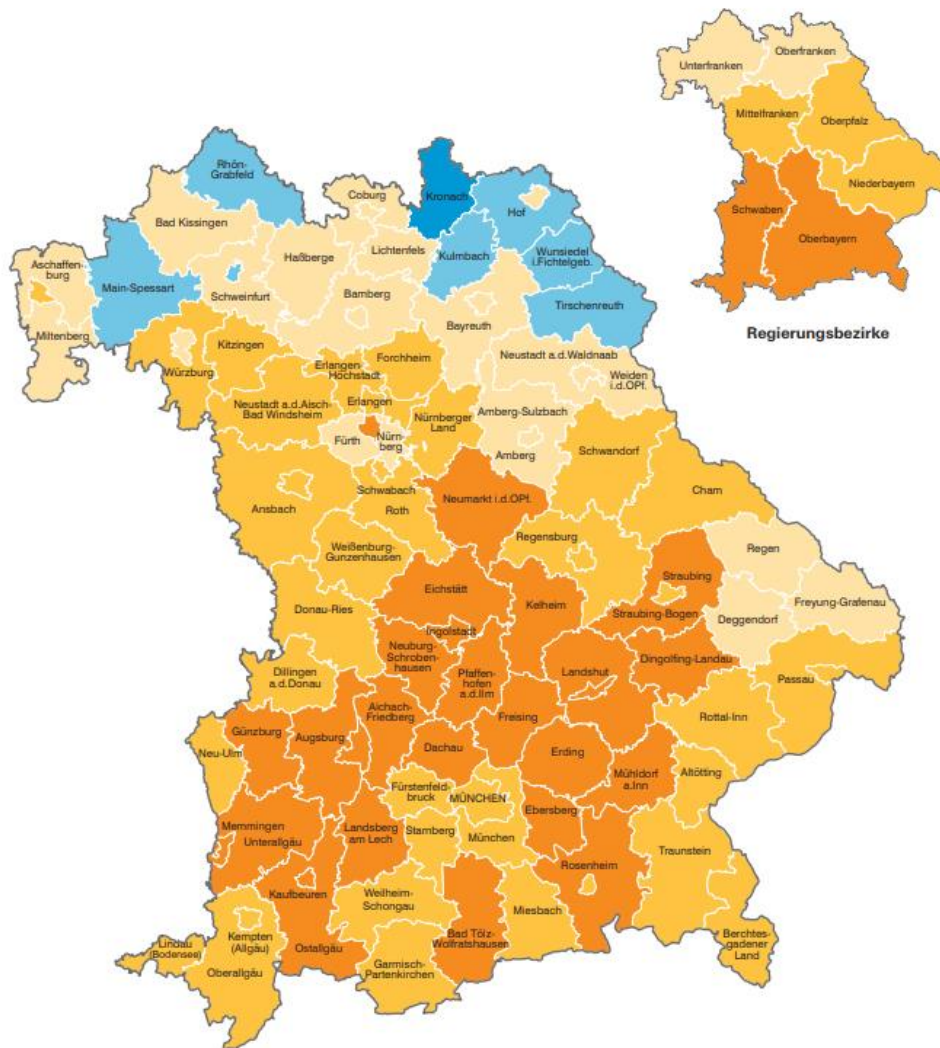 Oberfranken
Unterfranken
Mittelfranken
Oberpfalz
Niederbayern
Schwaben
Oberbayern
Regierungsbezirke
Rhön-
Grabfeld
Kronach
Coburg
Hof
Bad Kissingen
Lichtenfels
Kulmbach
Wunsiedel
i.Fichtelgeb.
Haßberge
Aschaffen-
burg
Main-Spessart
Schweinfurt
Bamberg
Tirschenreuth
Miltenberg
Bayreuth
Kitzingen
Würzburg
Forchheim
Neustadt a.d.Waldnaab
Erlangen-
Höchstadt
Weiden
i.d.OPf.
Neustadt a.d.Aisch-
Bad Windsheim
Erlangen
Nürnberger
Land
Amberg-Sulzbach
Fürth
Nürn-
berg
Amberg
Schwandorf
Schwabach
Neumarkt i.d.OPf.
Cham
Ansbach
Roth
Regensburg
Weißenburg-
Gunzenhausen
Regen
Straubing
Eichstätt
Kelheim
Freyung-Grafenau
Donau-Ries
Straubing-Bogen
Deggendorf
Ingolstadt
Neuburg-
Schroben-
hausen
Dingolfing-Landau
Dillingen
a.d.Donau
Pfaffen-
hofen
a.d.Ilm
Landshut
Passau
Aichach-
Friedberg
Freising
Rottal-Inn
Günzburg
Augsburg
Neu-Ulm
Dachau
Erding
Mühldorf
a.Inn
Altötting
Fürstenfeld-
bruck
MÜNCHEN
Ebersberg
Memmingen
Unterallgäu
Landsberg
am Lech
Starnberg
München
Traunstein
Rosenheim
Kaufbeuren
Weilheim-
Schongau
Miesbach
Bad Tölz-
Wolfratshausen
Berchtes-
gadener
Land
Lindau
(Bodensee)
Kempten
(Allgäu)
Ostallgäu
Oberallgäu
Garmisch-
Partenkirchen